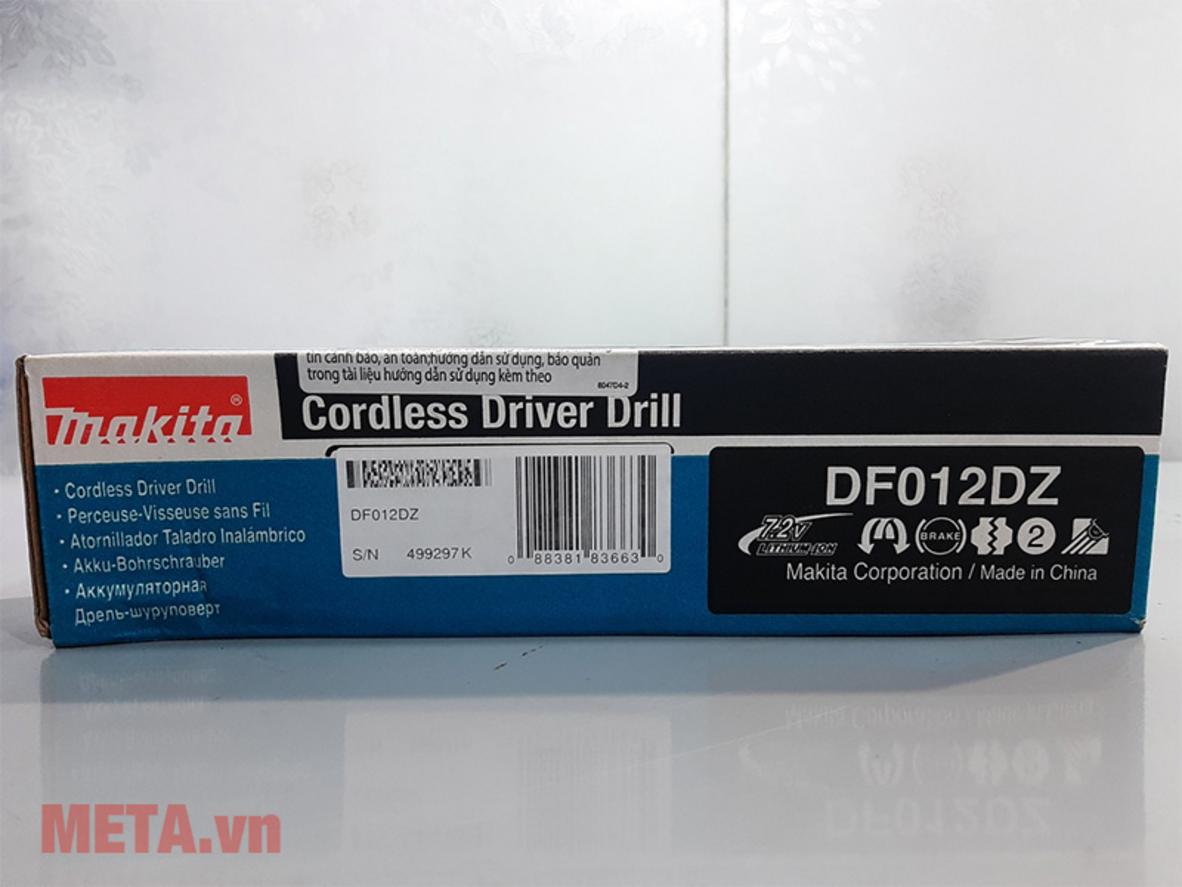 tin cảnh báo, an toàn;hướng dẫn sử dụng, bảo quản
trong tài liệu hướng dẫn sử dụng kèm theo
8047D4-2
makita®
Cordless Driver Drill
• Cordless Driver Drill
• Perceuse-Visseuse sans Fil
• Atornillador Taladro Inalámbrico
• Akku-Bohrschrauber
• Аккумуляторная
Дрель-шуруповерт
DF012DZ
S/N 499297 K
0 88381 83663 0
DF012DZ
7.2V
LITHIUM-ION
BRAKE
2
Makita Corporation / Made in China
META.vn